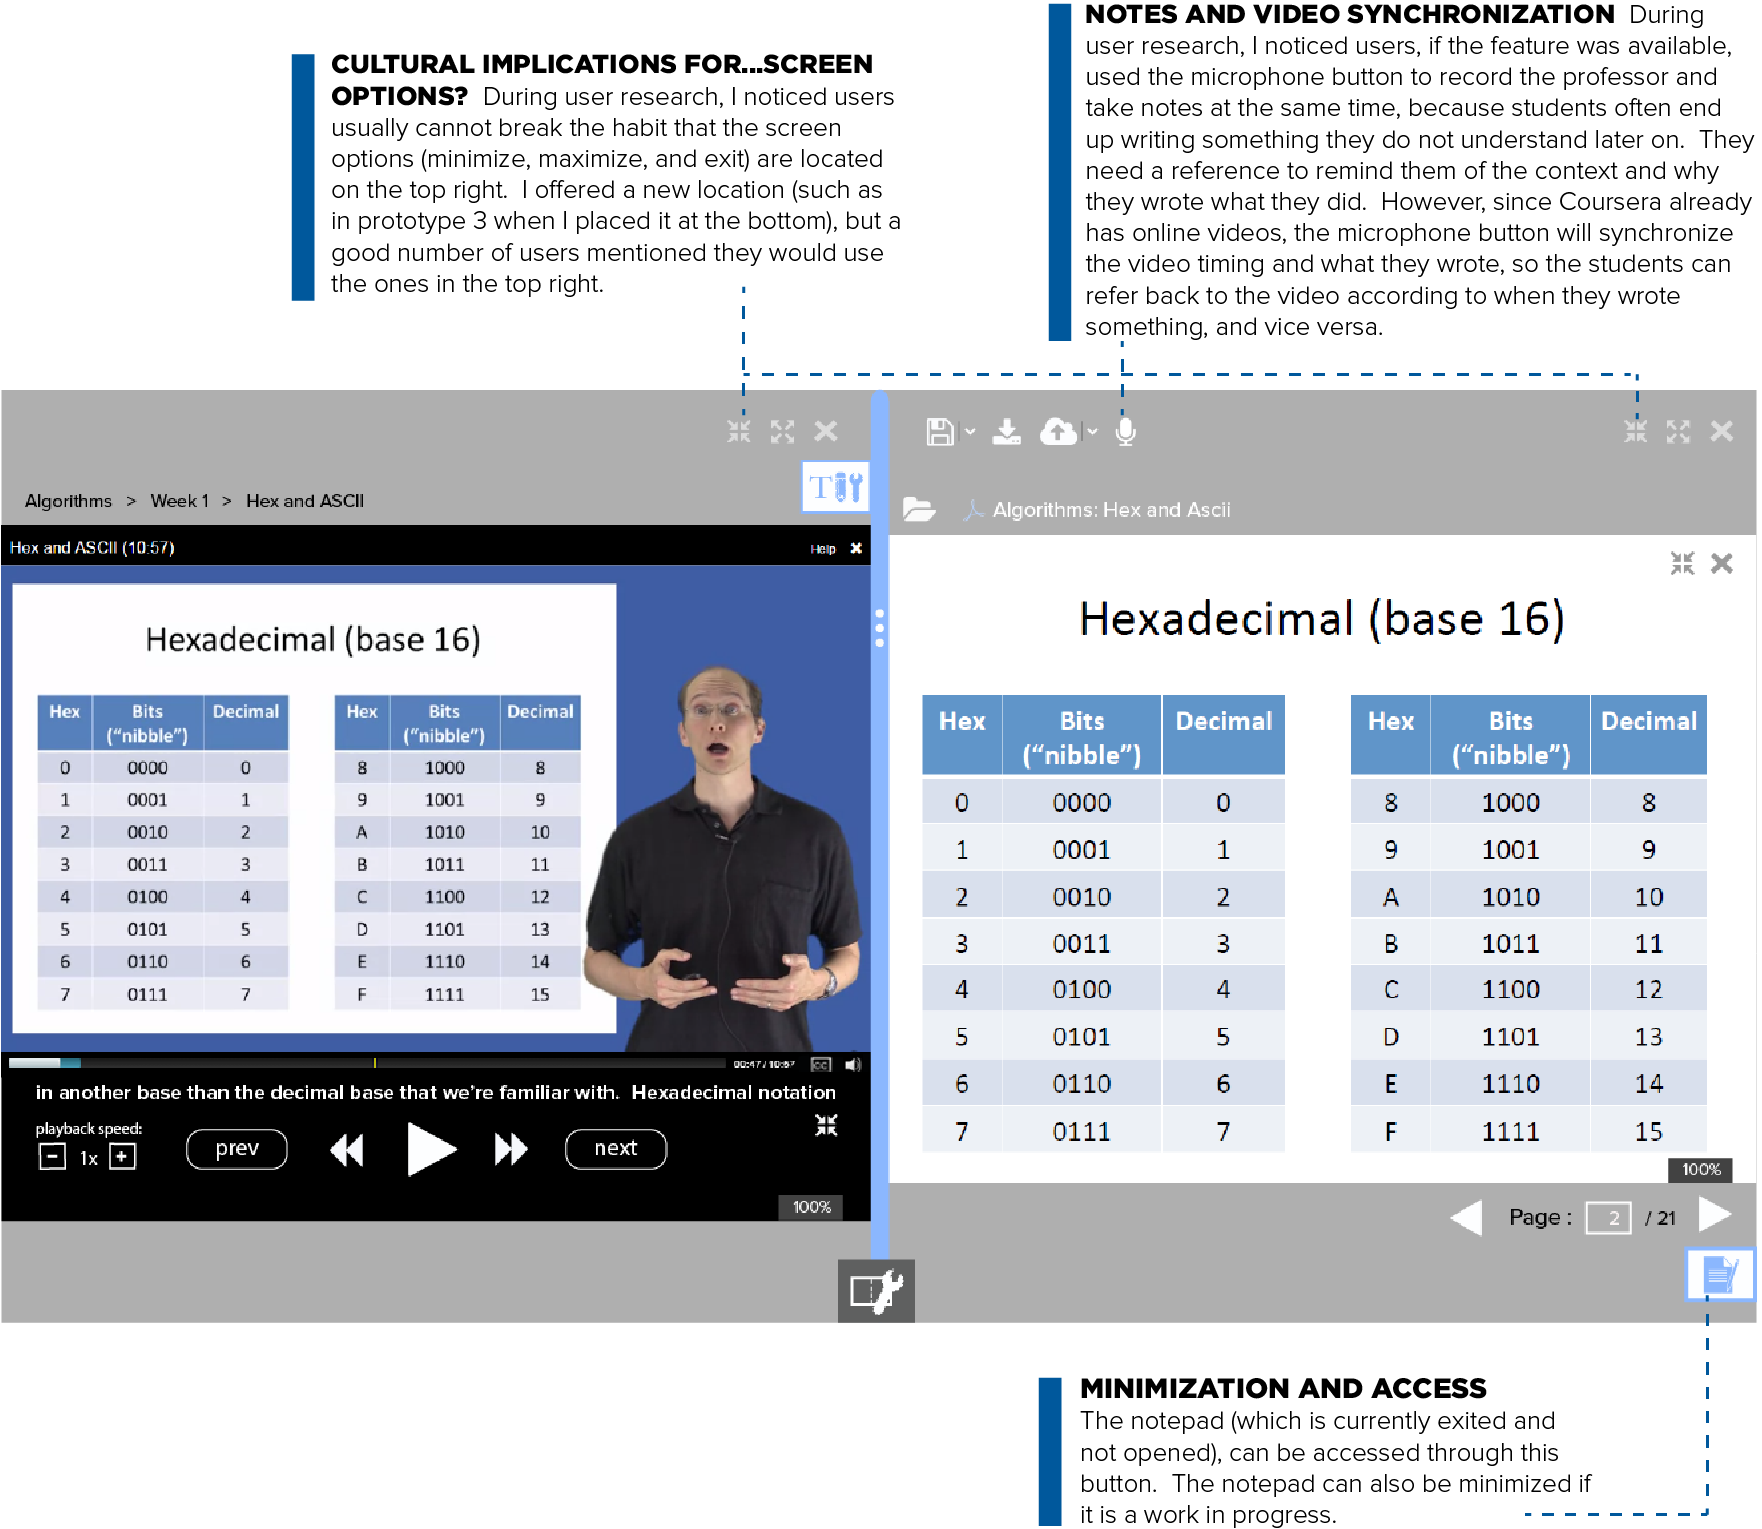 NOTES AND VIDEO SYNCHRONIZATION During
user research, I noticed users, if the feature was available,
used the microphone button to record the professor and
take notes at the same time, because students often end
up writing something they do not understand later on. They
need a reference to remind them of the context and why
they wrote what they did. However, since Coursera already
has online videos, the microphone button will synchronize
the video timing and what they wrote, so the students can
refer back to the video according to when they wrote
something, and vice versa.
CULTURAL IMPLICATIONS FOR...SCREEN
OPTIONS? During user research, I noticed users
usually cannot break the habit that the screen
options (minimize, maximize, and exit) are located
on the top right. I offered a new location (such as
in prototype 3 when I placed it at the bottom), but a
good number of users mentioned they would use
the ones in the top right.
T
Algorithms > Week 1 > Hex and ASCII
Hex and ASCII (10:57) Help
Hexadecimal (base 16)
Hex Bits Decimal Hex Bits Decimal
("nibble") ("nibble")
0 0000 0 8 1000 8
1 0001 1 9 1001 9
2 0010 2 A 1010 10
3 0011 3 B 1011 11
4 0100 4 C 1100 12
5 0101 5 D 1101 13
6 0110 6 E 1110 14
7 0111 7 F 1111 15
00:47 / 10:57 CC
in another base than the decimal base that we're familiar with. Hexadecimal notation
playback speed:
− 1x + prev next
100%
Algorithms: Hex and Ascii
Hexadecimal (base 16)
Hex Bits Decimal Hex Bits Decimal
("nibble") ("nibble")
0 0000 0 8 1000 8
1 0001 1 9 1001 9
2 0010 2 A 1010 10
3 0011 3 B 1011 11
4 0100 4 C 1100 12
5 0101 5 D 1101 13
6 0110 6 E 1110 14
7 0111 7 F 1111 15
100%
Page : 2 / 21
MINIMIZATION AND ACCESS
The notepad (which is currently exited and
not opened), can be accessed through this
button. The notepad can also be minimized if
it is a work in progress.